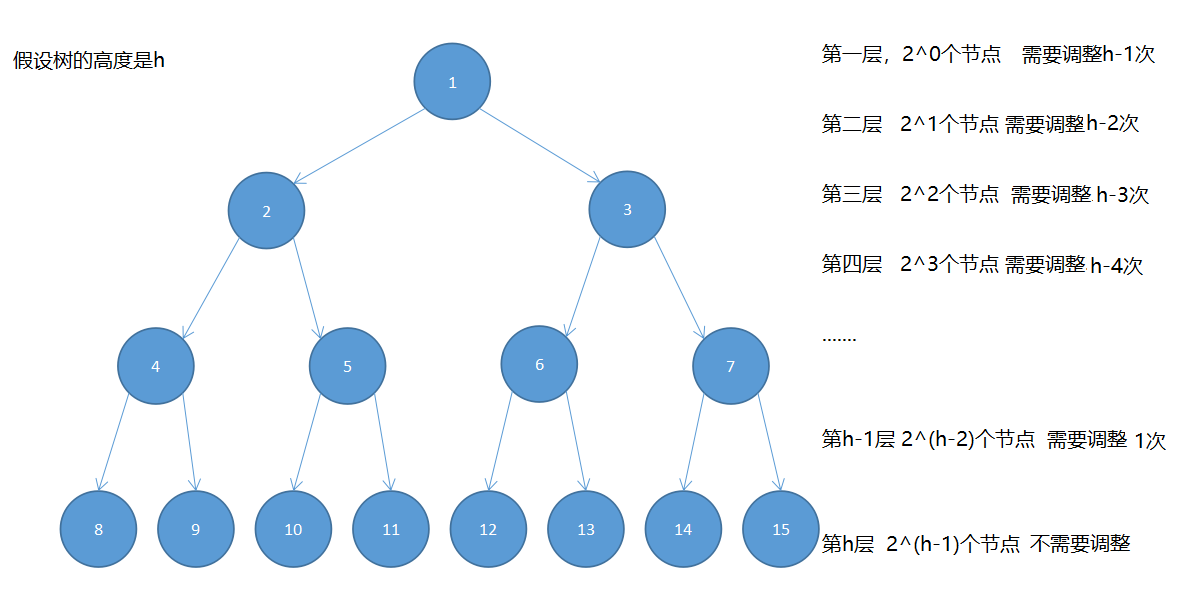 假设树的高度是h
第一层，2^0个节点 需要调整h-1次
1
第二层 2^1个节点 需要调整h-2次
第三层 2^2个节点 需要调整 h-3次
2
3
第四层 2^3个节点 需要调整 h-4次
.......
4
5
6
7
第h-1层 2^(h-2)个节点 需要调整 1次
8
9
10
11
12
13
14
15
第h层 2^(h-1)个节点 不需要调整